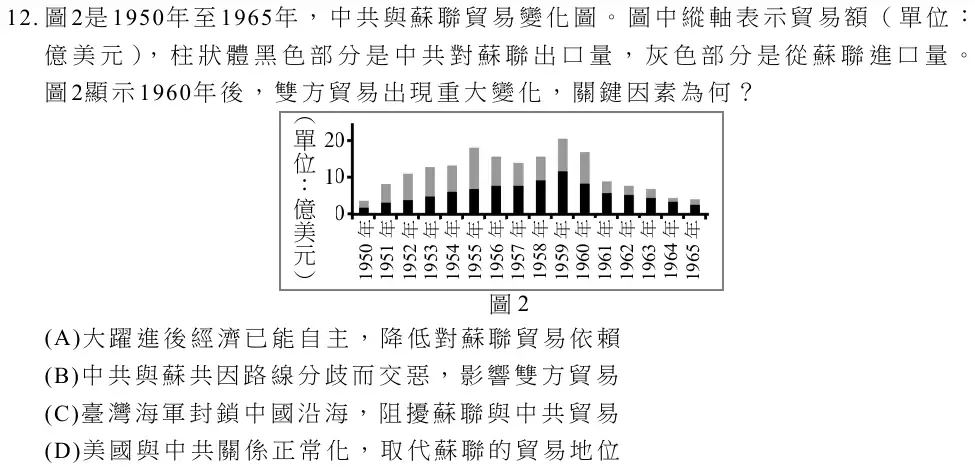 12.圖2是1950年至1965年，中共與蘇聯貿易變化圖。圖中縱軸表示貿易額（單位：
億美元），柱狀體黑色部分是中共對蘇聯出口量，灰色部分是從蘇聯進口量。
圖2顯示1960年後，雙方貿易出現重大變化，關鍵因素為何？
（單位：億美元）
20
10
0
1950年
1951年
1952年
1953年
1954年
1955年
1956年
1957年
1958年
1959年
1960年
1961年
1962年
1963年
1964年
1965年
圖2
(A)大躍進後經濟已能自主，降低對蘇聯貿易依賴
(B)中共與蘇共因路線分歧而交惡，影響雙方貿易
(C)臺灣海軍封鎖中國沿海，阻擾蘇聯與中共貿易
(D)美國與中共關係正常化，取代蘇聯的貿易地位